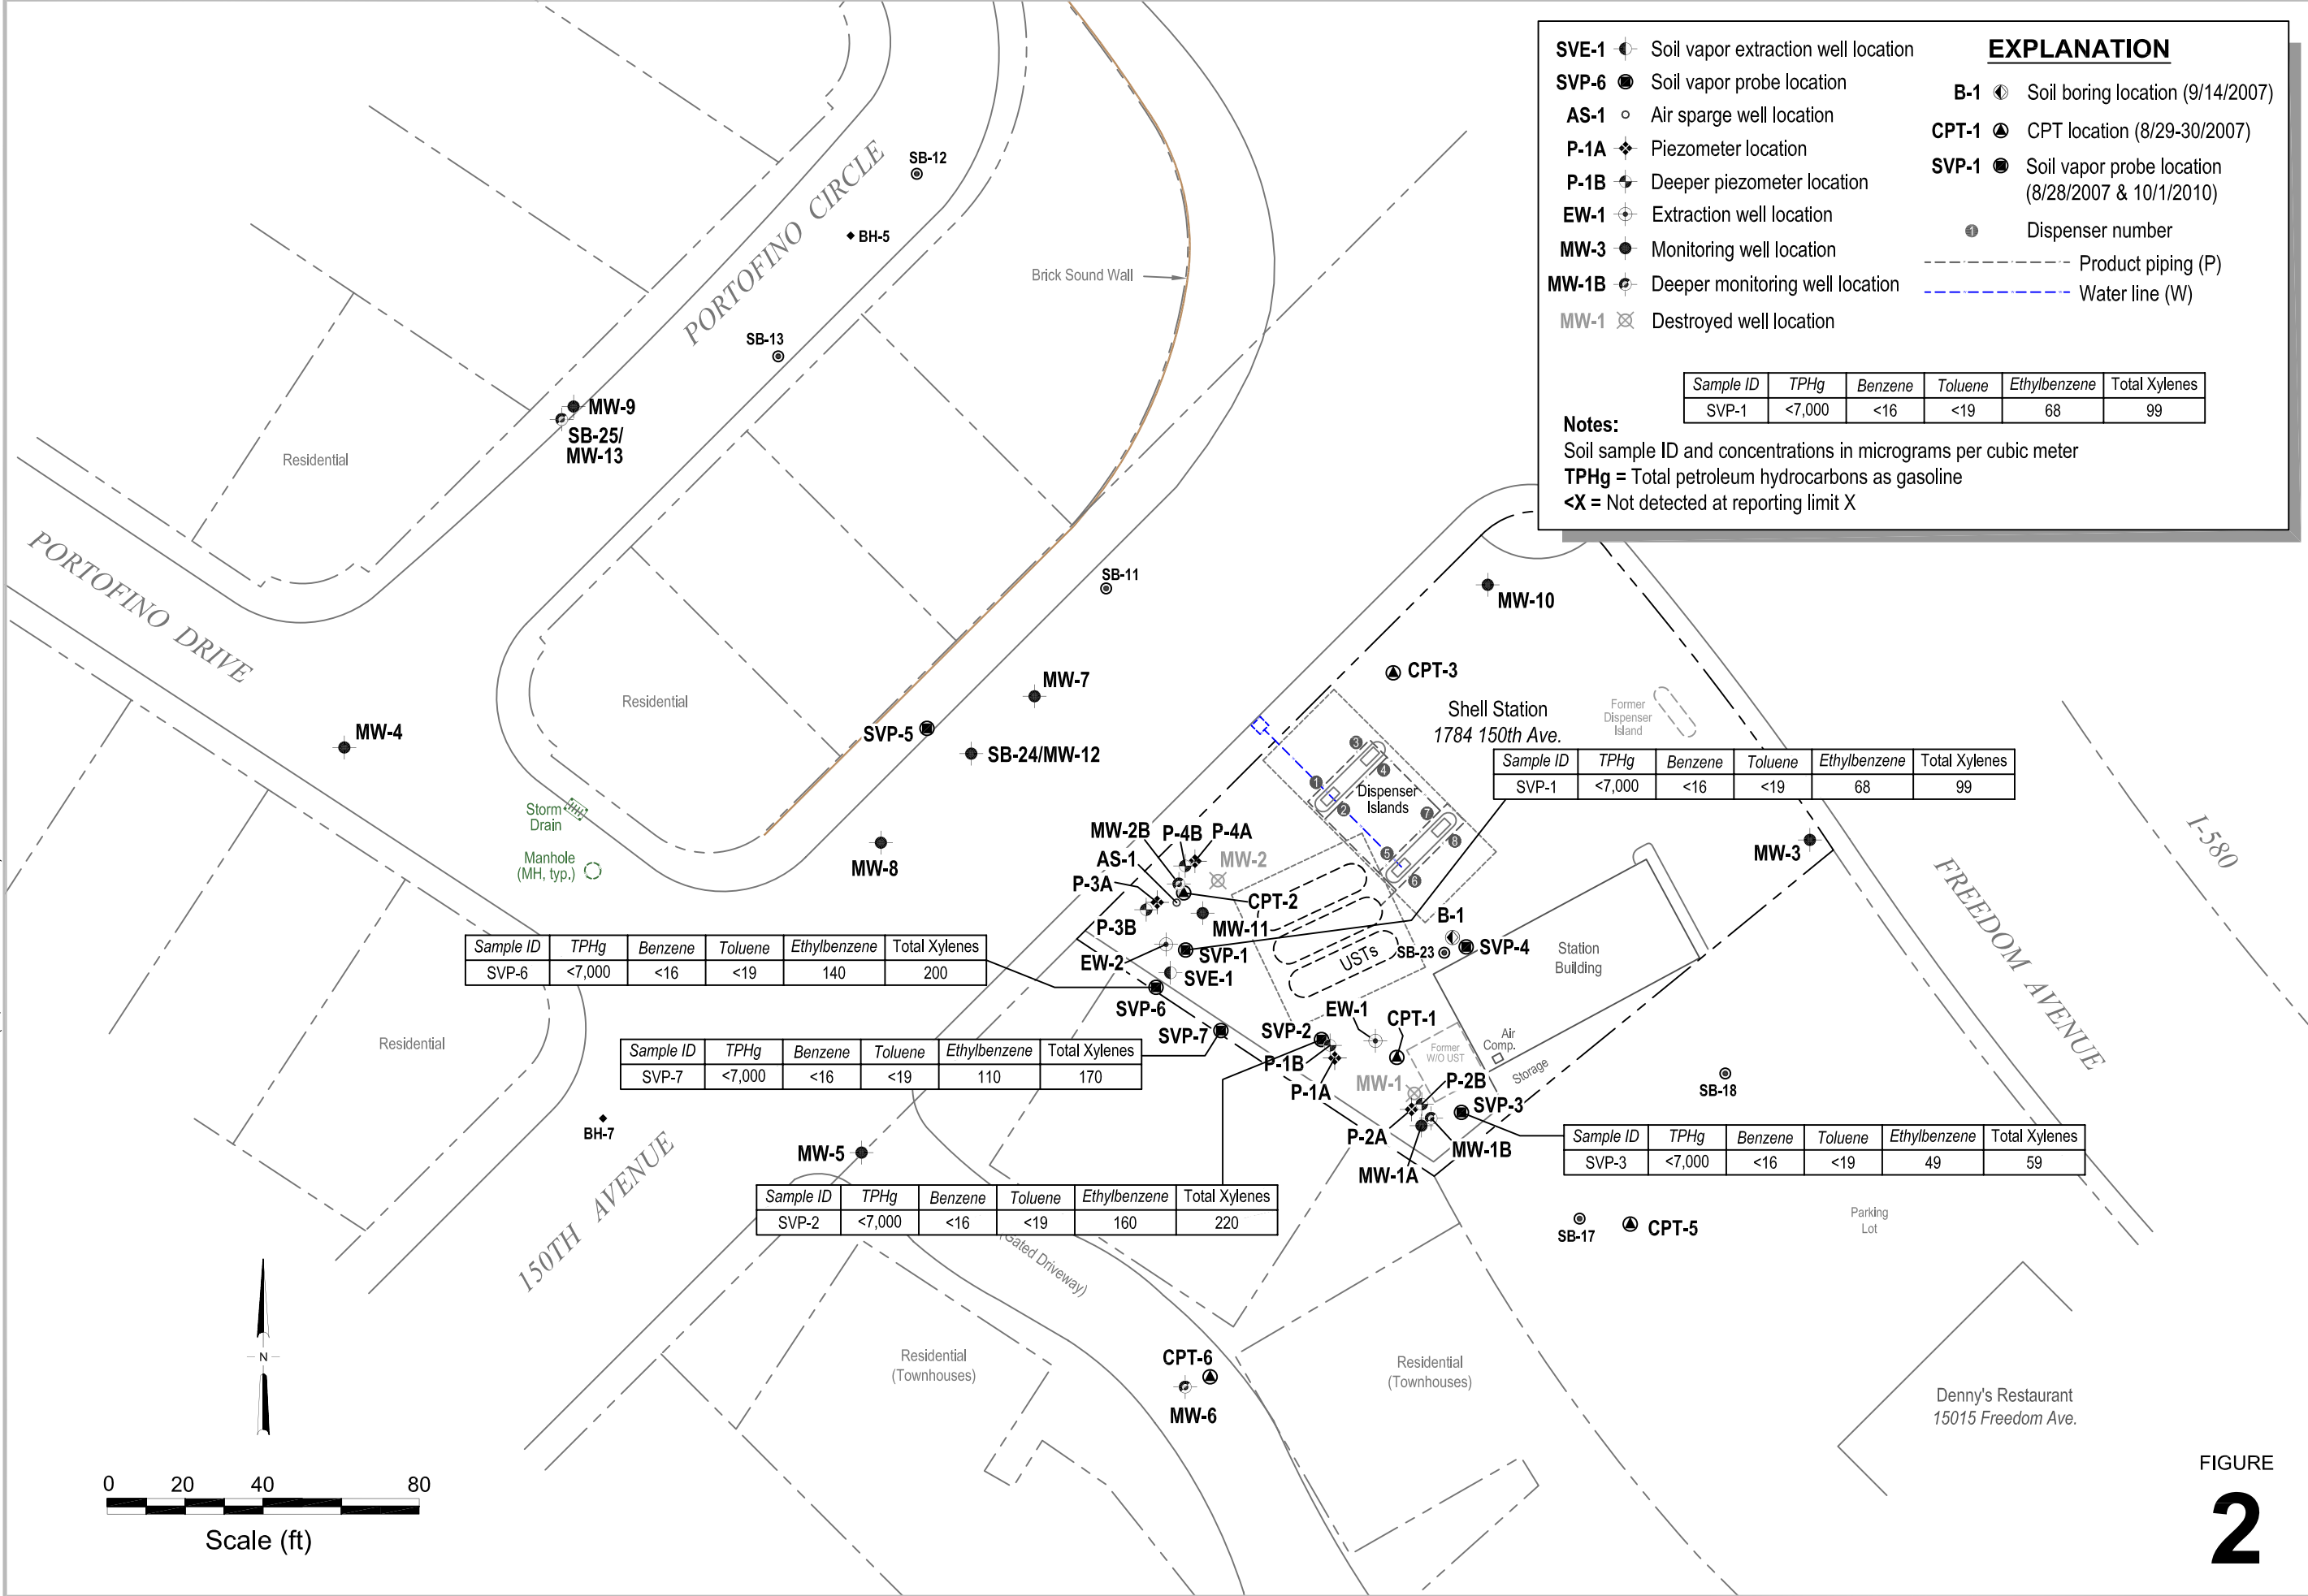 EXPLANATION
SVE-1 Soil vapor extraction well location
SVP-6 Soil vapor probe location
AS-1 Air sparge well location
P-1A Piezometer location
P-1B Deeper piezometer location
EW-1 Extraction well location
MW-3 Monitoring well location
MW-1B Deeper monitoring well location
MW-1 Destroyed well location
B-1 Soil boring location (9/14/2007)
CPT-1 CPT location (8/29-30/2007)
SVP-1 Soil vapor probe location
(8/28/2007 & 10/1/2010)
1 Dispenser number
Product piping (P)
Water line (W)
Sample ID TPHg Benzene Toluene Ethylbenzene Total Xylenes
SVP-1 <7,000 <16 <19 68 99
Notes:
Soil sample ID and concentrations in micrograms per cubic meter
TPHg = Total petroleum hydrocarbons as gasoline
<X = Not detected at reporting limit X
SB-12
PORTOFINO CIRCLE
BH-5
Brick Sound Wall
SB-13
MW-9
SB-25/
MW-13
Residential
PORTOFINO DRIVE
SB-11
MW-10
CPT-3
MW-7
Residential
Shell Station
1784 150th Ave.
Former
Dispenser
Island
SVP-5
MW-4
SB-24/MW-12
Sample ID TPHg Benzene Toluene Ethylbenzene Total Xylenes
SVP-1 <7,000 <16 <19 68 99
3
4
1
2
Dispenser
Islands
7
8
5
6
Storm
Drain
Manhole
(MH, typ.)
MW-8
MW-2B
P-4B
P-4A
AS-1
MW-2
P-3A
CPT-2
P-3B
MW-11
EW-2
SVP-1
SVE-1
USTs
B-1
SB-23
SVP-4
Station
Building
MW-3
I-580
FREEDOM AVENUE
Sample ID TPHg Benzene Toluene Ethylbenzene Total Xylenes
SVP-6 <7,000 <16 <19 140 200
SVP-6
SVP-7
SVP-2
EW-1
CPT-1
Residential
Sample ID TPHg Benzene Toluene Ethylbenzene Total Xylenes
SVP-7 <7,000 <16 <19 110 170
P-1B
P-1A
Former
W/O UST
Air
Comp.
Storage
MW-1
P-2B
SVP-3
P-2A
MW-1B
MW-1A
SB-18
BH-7
MW-5
150TH AVENUE
Sample ID TPHg Benzene Toluene Ethylbenzene Total Xylenes
SVP-3 <7,000 <16 <19 49 59
Sample ID TPHg Benzene Toluene Ethylbenzene Total Xylenes
SVP-2 <7,000 <16 <19 160 220
SB-17
CPT-5
Parking
Lot
Gated Driveway)
Residential
(Townhouses)
CPT-6
MW-6
Residential
(Townhouses)
Denny's Restaurant
15015 Freedom Ave.
N
0 20 40 80
Scale (ft)
FIGURE
2